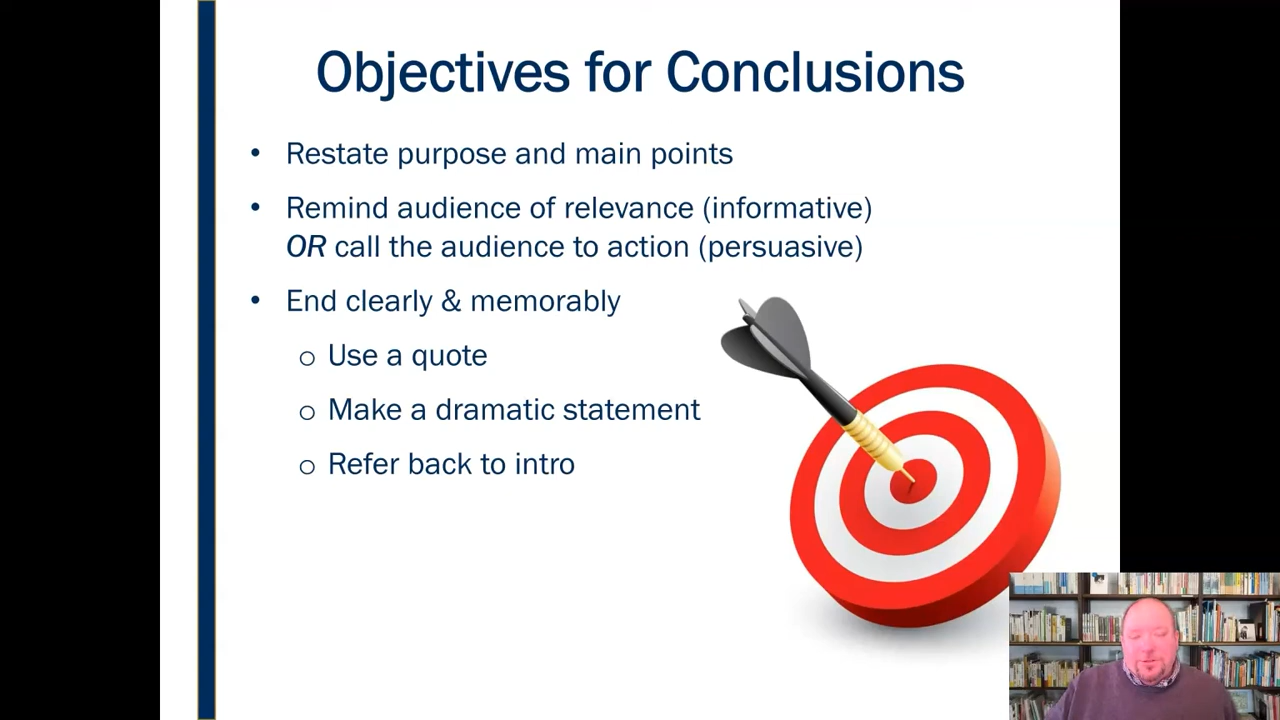 Objectives for Conclusions
• Restate purpose and main points
• Remind audience of relevance (informative)
OR call the audience to action (persuasive)
• End clearly & memorably
o Use a quote
o Make a dramatic statement
o Refer back to intro